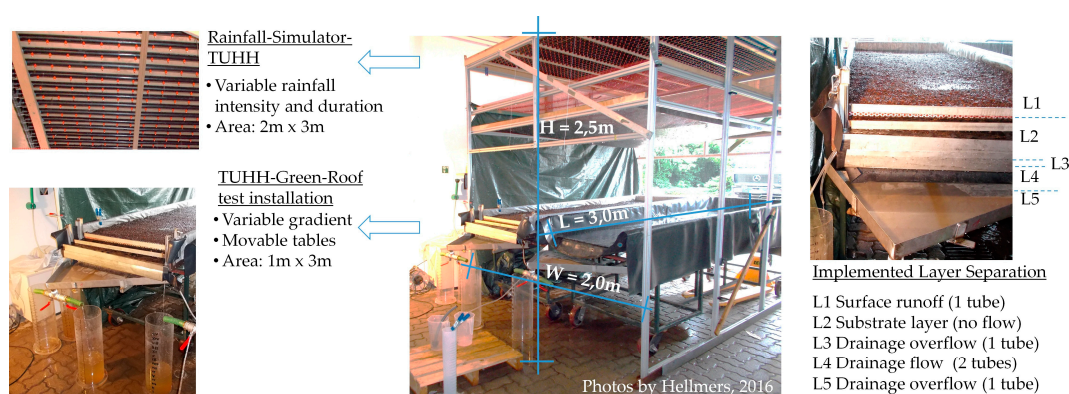 Rainfall-Simulator-
TUHH
• Variable rainfall
intensity and duration
• Area: 2m x 3m
TUHH-Green-Roof
test installation
• Variable gradient
• Movable tables
• Area: 1m x 3m
H = 2,5m
L = 3,0m
W = 2,0m
Photos by Hellmers, 2016
L1
L2
L3
L4
L5
Implemented Layer Separation
L1 Surface runoff (1 tube)
L2 Substrate layer (no flow)
L3 Drainage overflow (1 tube)
L4 Drainage flow (2 tubes)
L5 Drainage overflow (1 tube)